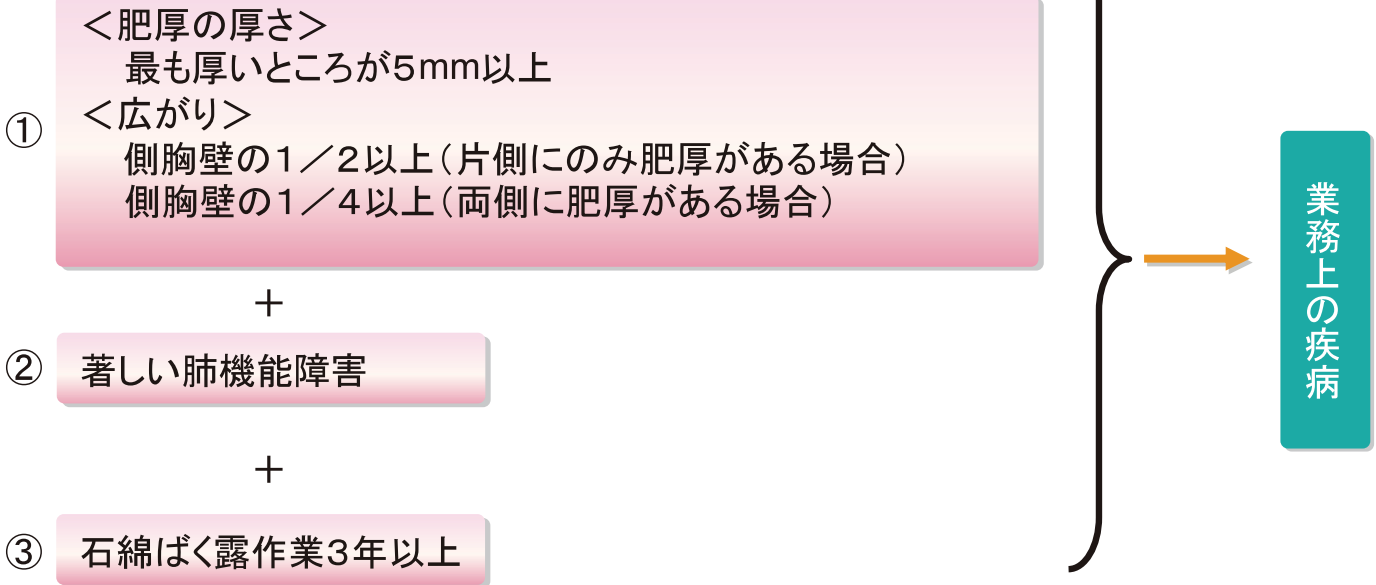 ①
＜肥厚の厚さ＞
最も厚いところが5mm以上
＜広がり＞
側胸壁の1／2以上（片側にのみ肥厚がある場合）
側胸壁の1／4以上（両側に肥厚がある場合）
＋
②
著しい肺機能障害
＋
③
石綿ばく露作業3年以上
業務上の疾病